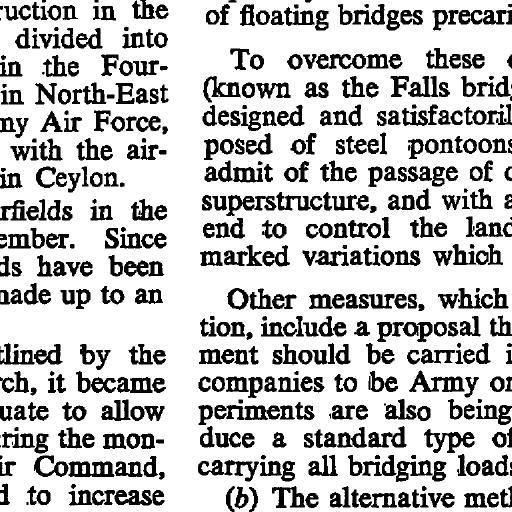 ruction in the
divided into
in the Four-
in North-East
my Air Force,
with the air-
in Ceylon.
rfields in the
ember. Since
ds have been
made up to an
tlined by the
rch, it became
uate to allow
ring the mon-
ir Command,
d to increase
of floating bridges precari
To overcome these
(known as the Falls brid
designed and satisfactoril
posed of steel pontoons
admit of the passage of
superstructure, and with a
end to control the land
marked variations which
Other measures, which
tion, include a proposal th
ment should be carried i
companies to be Army or
periments are also being
duce a standard type of
carrying all bridging loads
(b) The alternative met